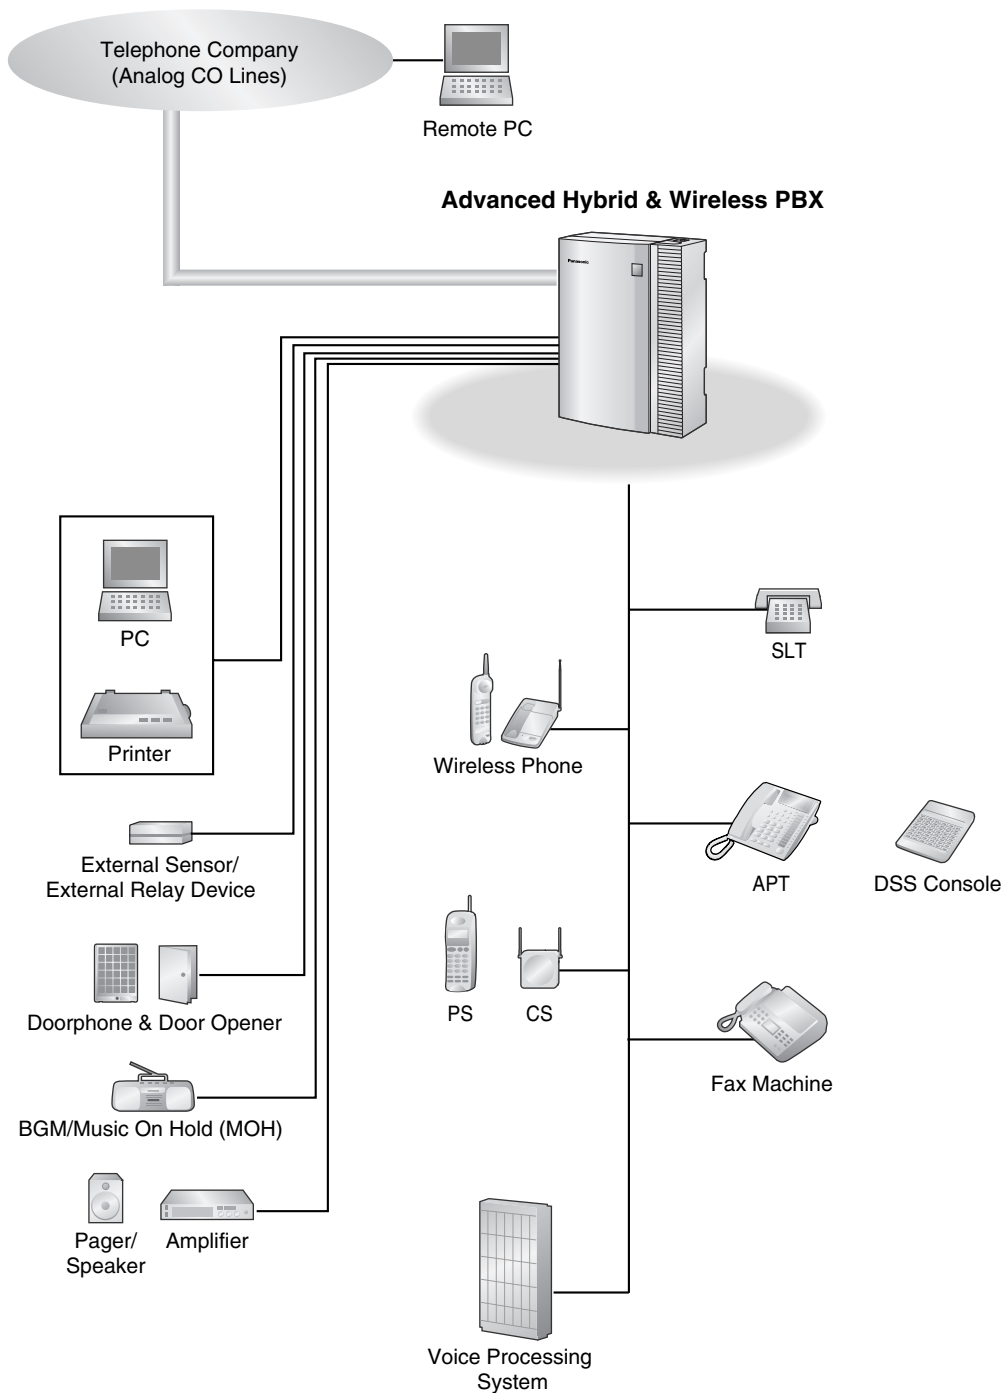 Telephone Company
(Analog CO Lines)
Remote PC
Advanced Hybrid & Wireless PBX
Panasonic
PC
SLT
Printer
Wireless Phone
External Sensor/
External Relay Device
APT
DSS Console
Doorphone & Door Opener
PS
CS
Fax Machine
BGM/Music On Hold (MOH)
Pager/
Speaker
Amplifier
Voice Processing
System